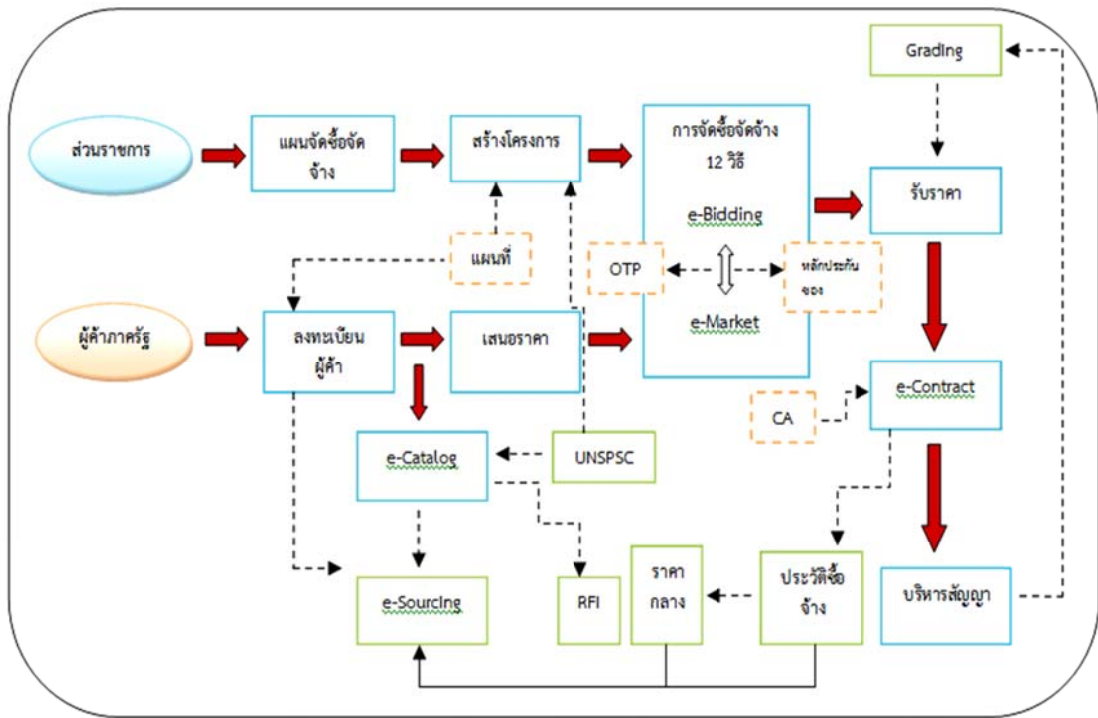 Grading
ส่วนราชการ
แผนจัดซื้อจัด
จ้าง
สร้างโครงการ
การจัดซื้อจัดจ้าง
12 วิธี
e-Bidding
e-Market
รับราคา
แผนที่
OTP
หลักประกัน
ของ
ผู้ค้าภาครัฐ
ลงทะเบียน
ผู้ค้า
เสนอราคา
e-Contract
CA
e-Catalog
UNSPSC
e-Sourcing
RFI
ราคา
กลาง
ประวัติซื้อ
จ้าง
บริหารสัญญา